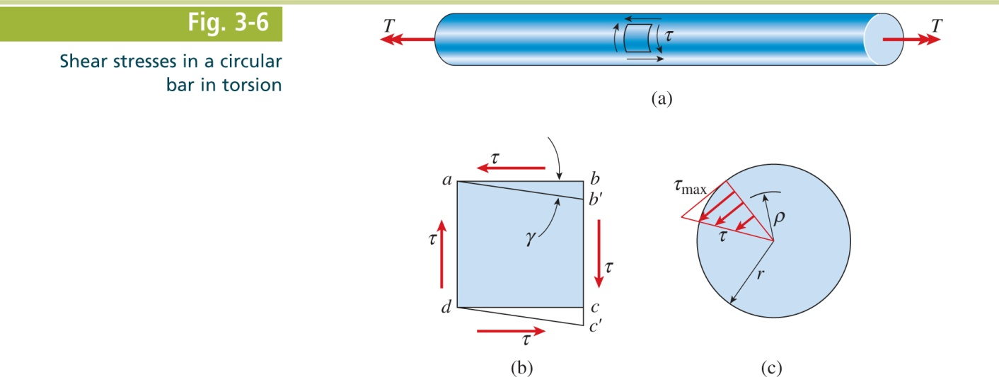 Fig. 3-6
Shear stresses in a circular
bar in torsion
T
T
τ
(a)
τ
a
b
b′
τ
γ
τ
d
c
c′
τ
(b)
τmax
ρ
τ
r
(c)